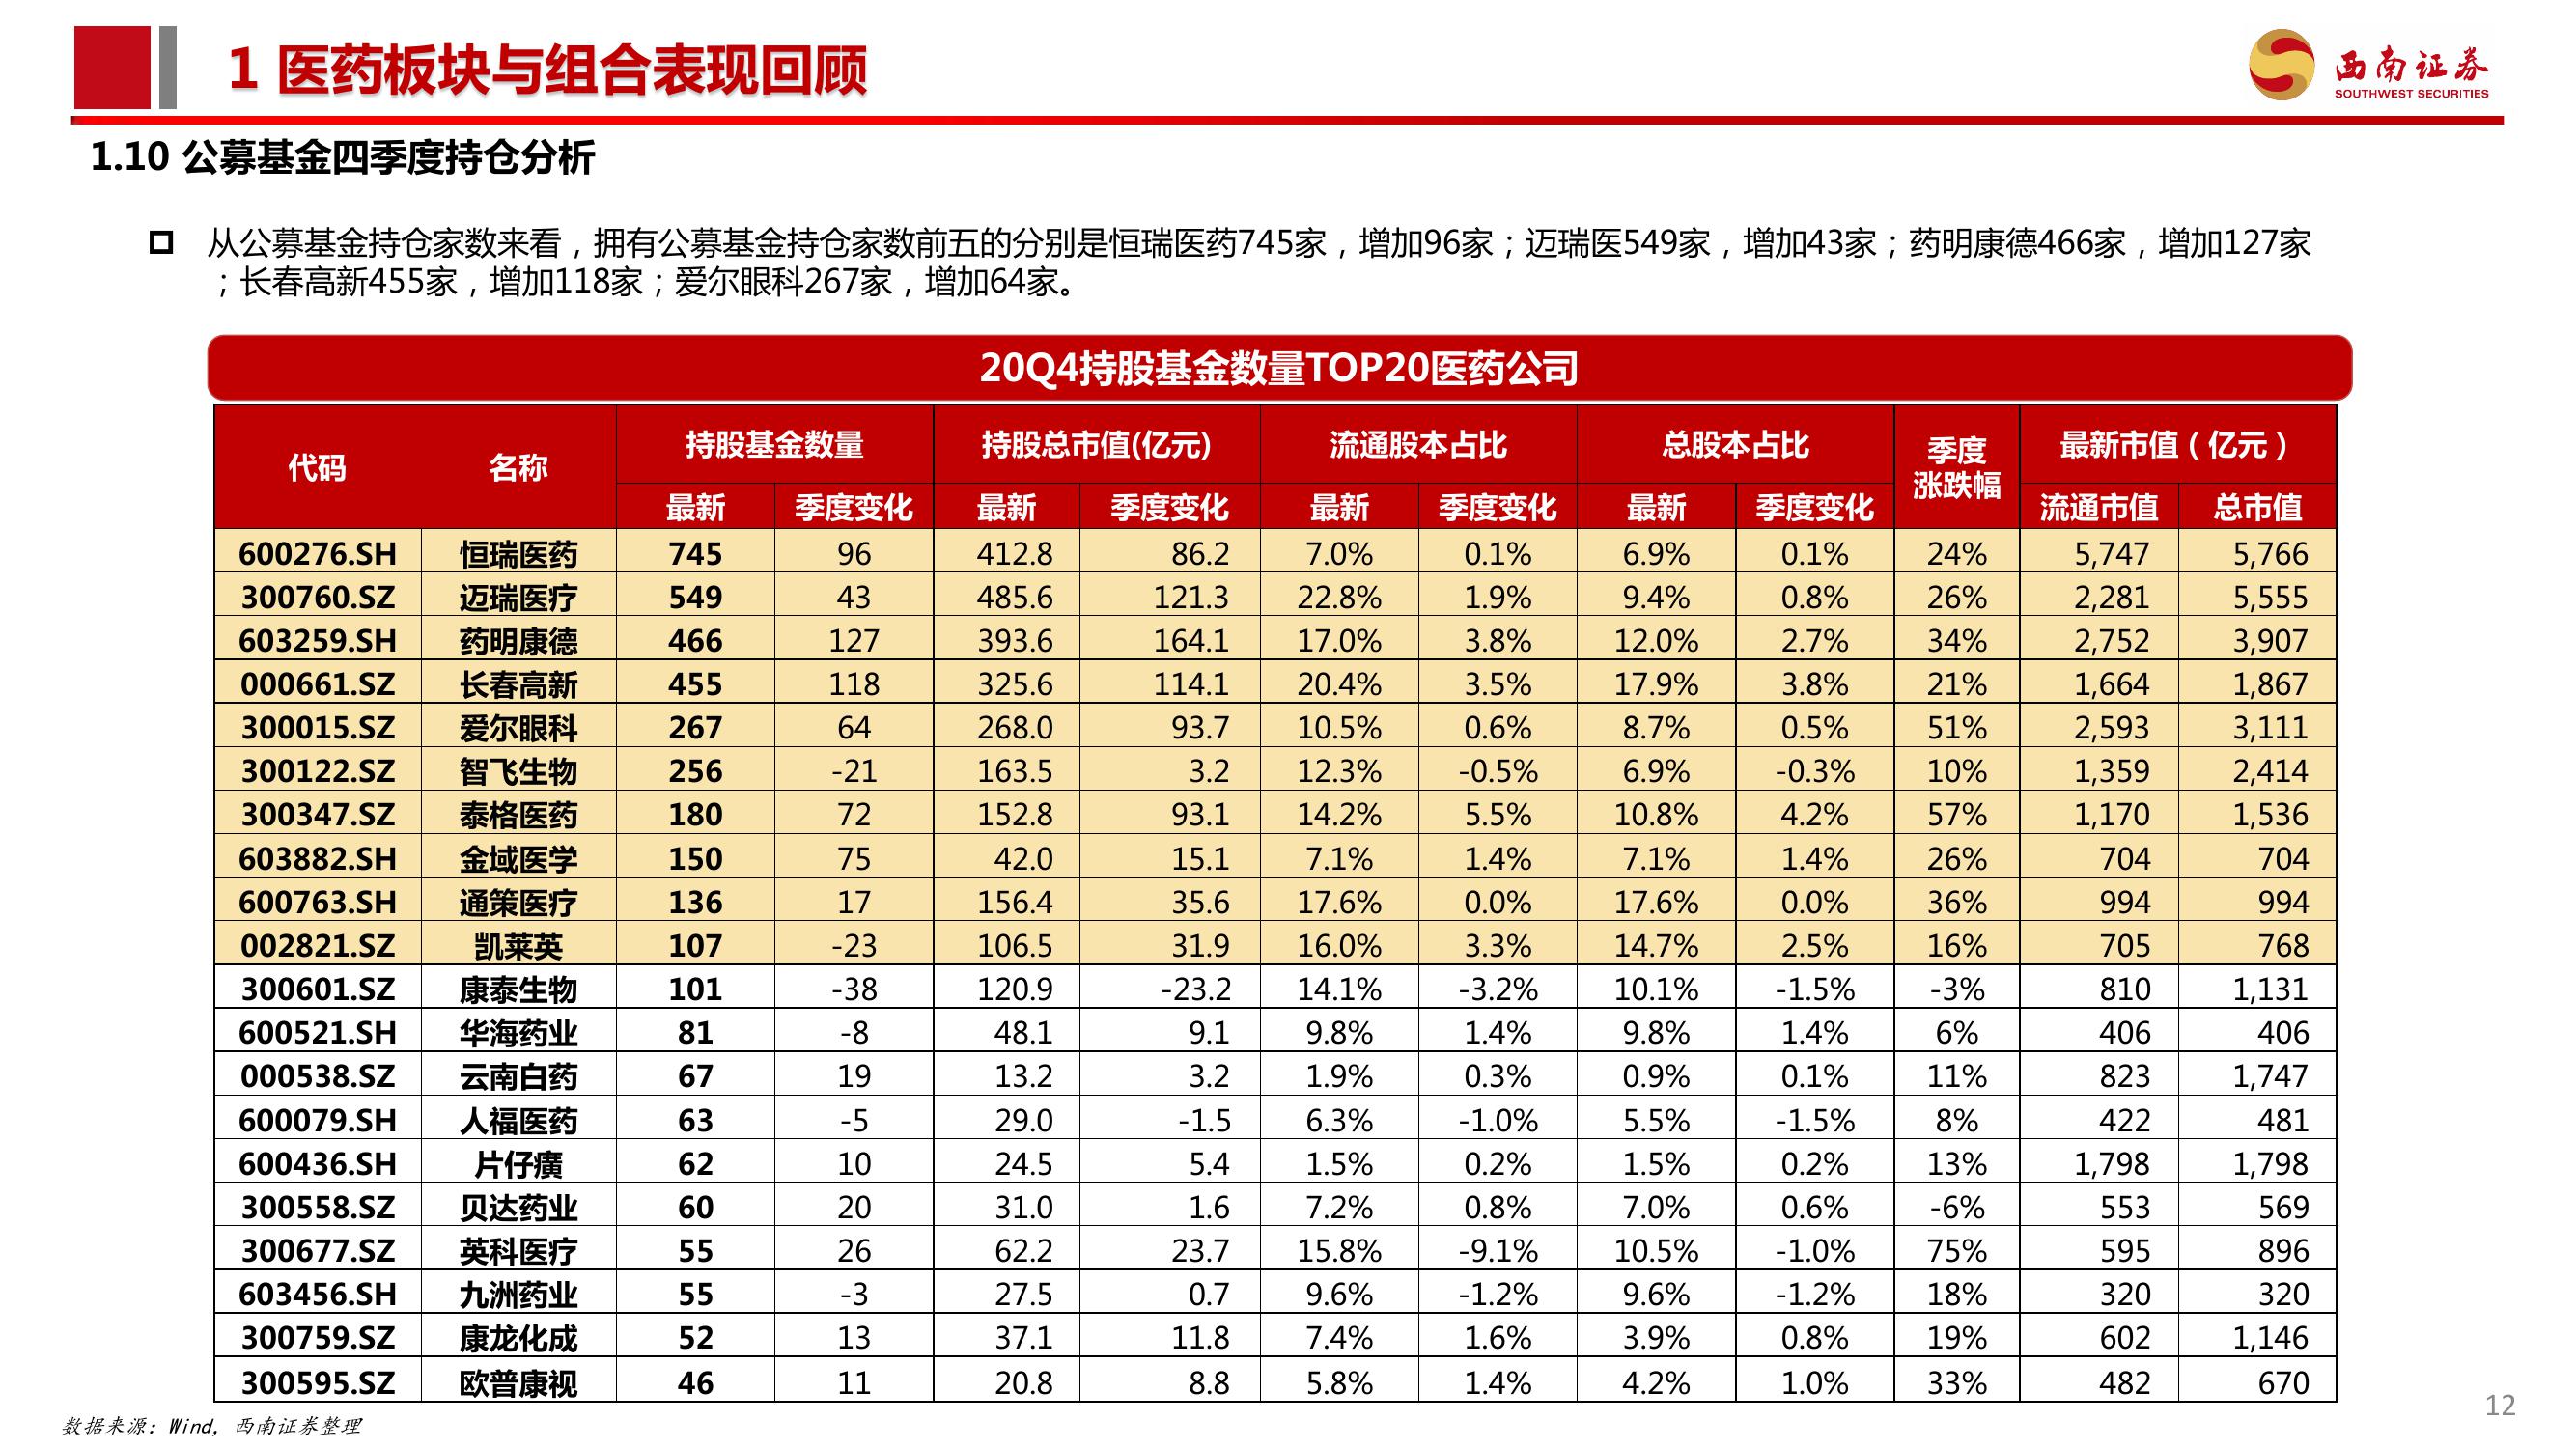 1 医药板块与组合表现回顾
西南证券
SOUTHWEST SECURITIES
1.10 公募基金四季度持仓分析
从公募基金持仓家数来看，拥有公募基金持仓家数前五的分别是恒瑞医药745家，增加96家；迈瑞医549家，增加43家；药明康德466家，增加127家
；长春高新455家，增加118家；爱尔眼科267家，增加64家。
20Q4持股基金数量TOP20医药公司
代码 名称 持股基金数量 持股总市值(亿元) 流通股本占比 总股本占比 季度涨跌幅 最新市值（亿元）
最新 季度变化 最新 季度变化 最新 季度变化 最新 季度变化 流通市值 总市值
600276.SH 恒瑞医药 745 96 412.8 86.2 7.0% 0.1% 6.9% 0.1% 24% 5,747 5,766
300760.SZ 迈瑞医疗 549 43 485.6 121.3 22.8% 1.9% 9.4% 0.8% 26% 2,281 5,555
603259.SH 药明康德 466 127 393.6 164.1 17.0% 3.8% 12.0% 2.7% 34% 2,752 3,907
000661.SZ 长春高新 455 118 325.6 114.1 20.4% 3.5% 17.9% 3.8% 21% 1,664 1,867
300015.SZ 爱尔眼科 267 64 268.0 93.7 10.5% 0.6% 8.7% 0.5% 51% 2,593 3,111
300122.SZ 智飞生物 256 -21 163.5 3.2 12.3% -0.5% 6.9% -0.3% 10% 1,359 2,414
300347.SZ 泰格医药 180 72 152.8 93.1 14.2% 5.5% 10.8% 4.2% 57% 1,170 1,536
603882.SH 金域医学 150 75 42.0 15.1 7.1% 1.4% 7.1% 1.4% 26% 704 704
600763.SH 通策医疗 136 17 156.4 35.6 17.6% 0.0% 17.6% 0.0% 36% 994 994
002821.SZ 凯莱英 107 -23 106.5 31.9 16.0% 3.3% 14.7% 2.5% 16% 705 768
300601.SZ 康泰生物 101 -38 120.9 -23.2 14.1% -3.2% 10.1% -1.5% -3% 810 1,131
600521.SH 华海药业 81 -8 48.1 9.1 9.8% 1.4% 9.8% 1.4% 6% 406 406
000538.SZ 云南白药 67 19 13.2 3.2 1.9% 0.3% 0.9% 0.1% 11% 823 1,747
600079.SH 人福医药 63 -5 29.0 -1.5 6.3% -1.0% 5.5% -1.5% 8% 422 481
600436.SH 片仔癀 62 10 24.5 5.4 1.5% 0.2% 1.5% 0.2% 13% 1,798 1,798
300558.SZ 贝达药业 60 20 31.0 1.6 7.2% 0.8% 7.0% 0.6% -6% 553 569
300677.SZ 英科医疗 55 26 62.2 23.7 15.8% -9.1% 10.5% -1.0% 75% 595 896
603456.SH 九洲药业 55 -3 27.5 0.7 9.6% -1.2% 9.6% -1.2% 18% 320 320
300759.SZ 康龙化成 52 13 37.1 11.8 7.4% 1.6% 3.9% 0.8% 19% 602 1,146
300595.SZ 欧普康视 46 11 20.8 8.8 5.8% 1.4% 4.2% 1.0% 33% 482 670
数据来源：Wind，西南证券整理
12